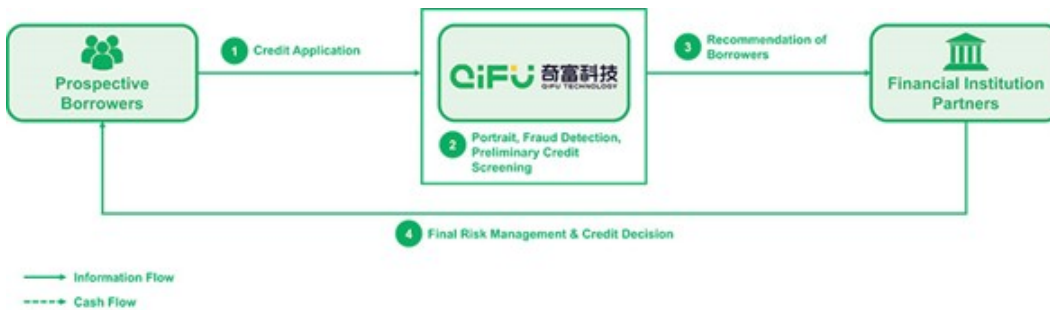 1 Credit Application
3 Recommendation of
Borrowers
Prospective
Borrowers
QiFU 奇富科技
QIFU TECHNOLOGY
Financial Institution
Partners
2 Portrait, Fraud Detection,
Preliminary Credit
Screening
4 Final Risk Management & Credit Decision
Information Flow
Cash Flow